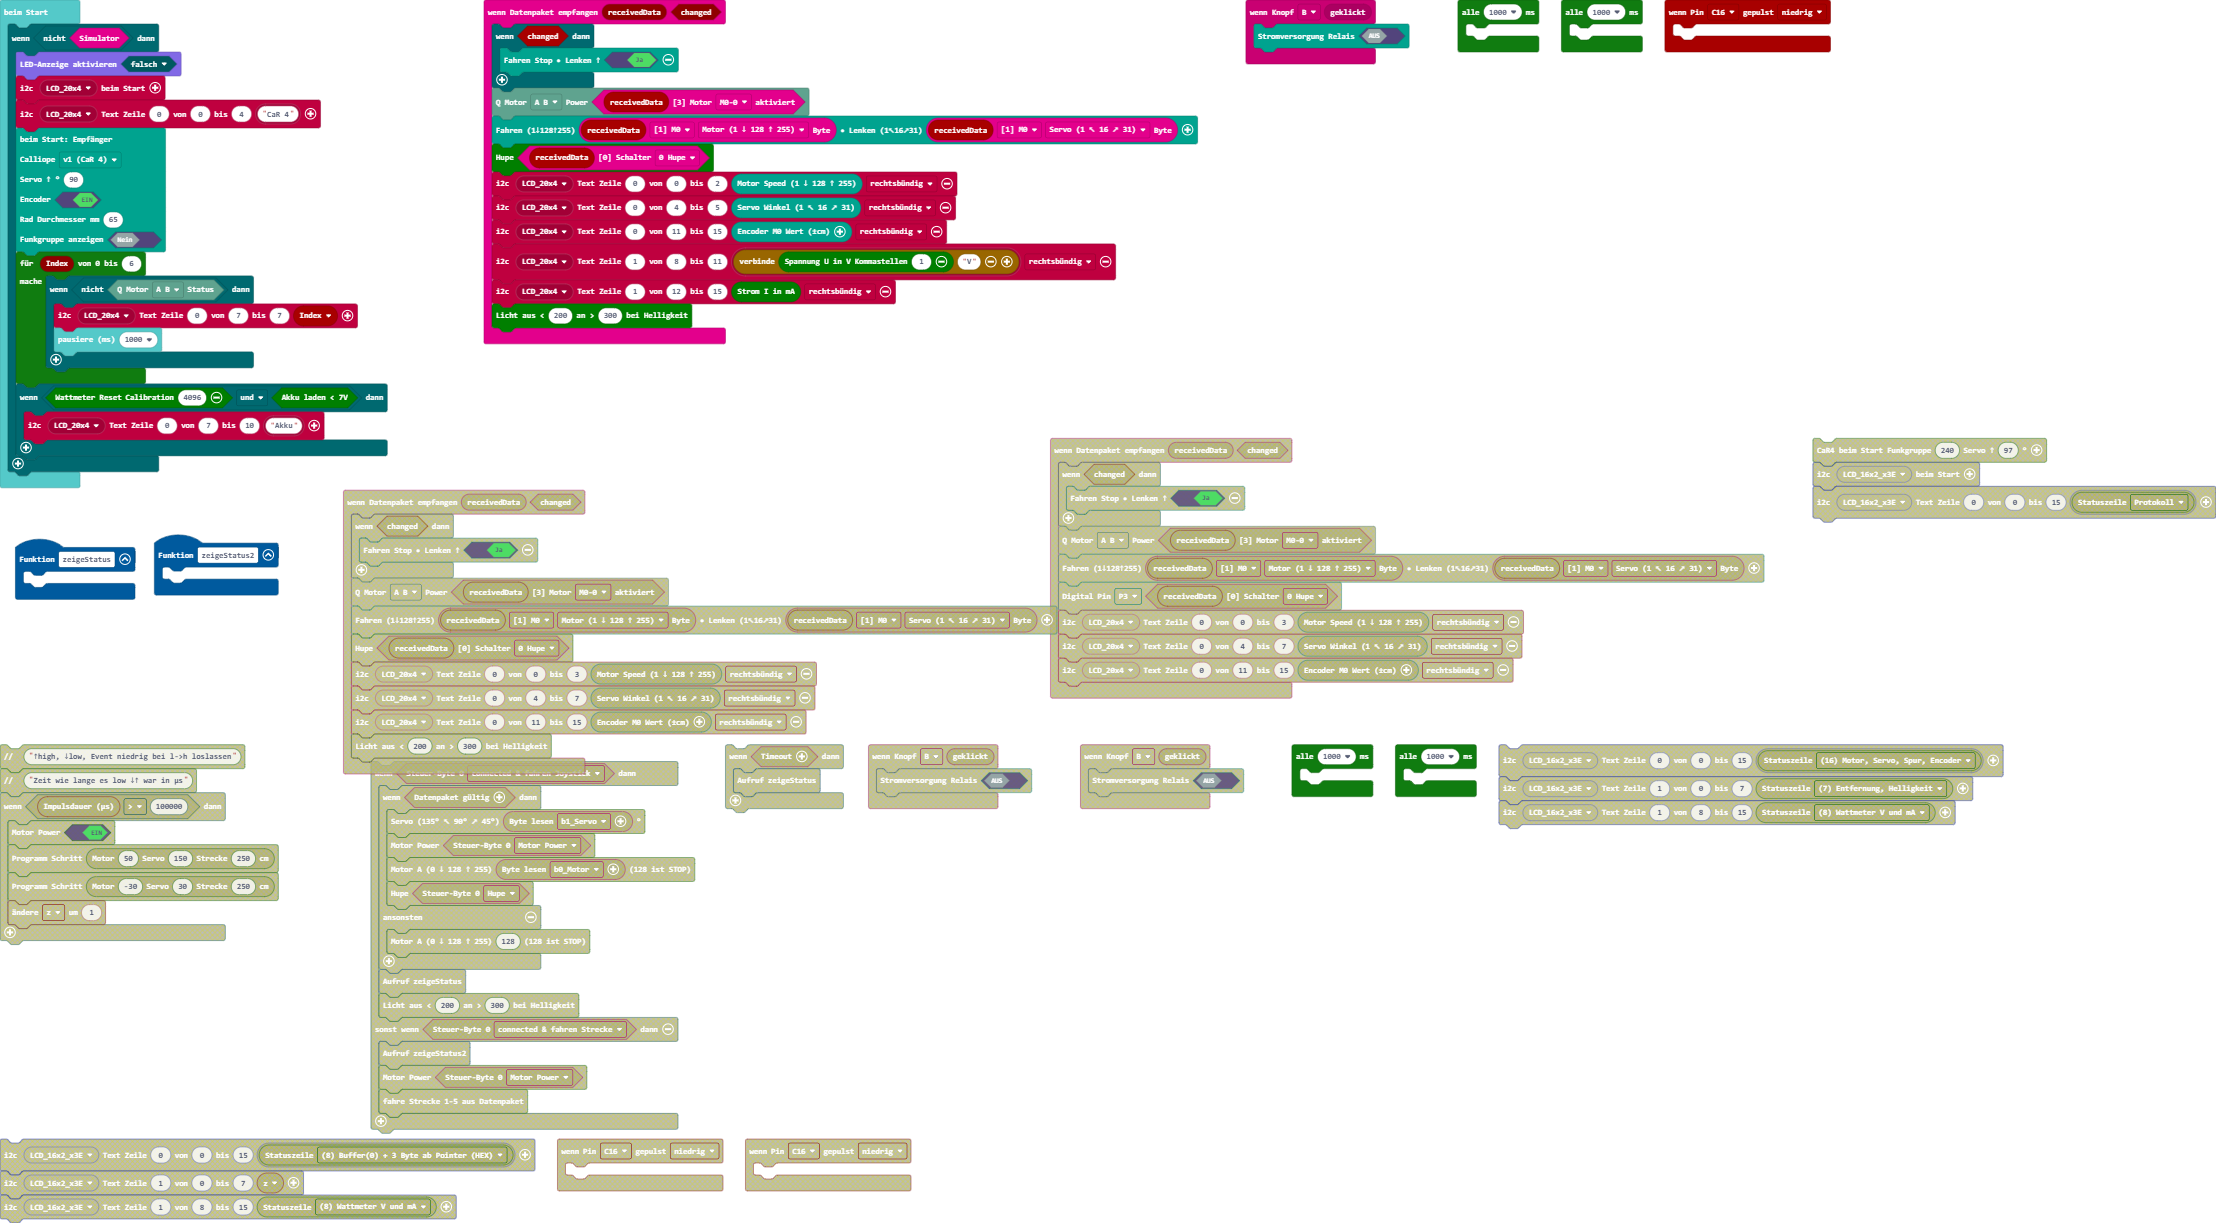 beim Start
wenn nicht Simulator dann
LED-Anzeige aktivieren falsch
i2c LCD_20x4 beim Start
i2c LCD_20x4 Text Zeile 0 von 0 bis 4 "CaR 4"
beim Start: Empfänger
Calliope v1 (CaR 4)
Servo ↑ ° 90
Encoder EIN
Rad Durchmesser mm 65
Funkgruppe anzeigen Nein
für Index von 0 bis 6
mache
wenn nicht Q Motor A B Status dann
i2c LCD_20x4 Text Zeile 0 von 7 bis 7 Index
pausiere (ms) 1000
wenn Wattmeter Reset Calibration 4096 und Akku laden < 7V dann
i2c LCD_20x4 Text Zeile 0 von 7 bis 10 "Akku"
wenn Datenpaket empfangen receivedData changed
wenn changed dann
Fahren Stop • Lenken ↑ Ja
Q Motor A B Power receivedData [3] Motor M0-0 aktiviert
Fahren (1↓128↑255) receivedData [1] M0 Motor (1 ↓ 128 ↑ 255) Byte • Lenken (1↖16↗31) receivedData [1] M0 Servo (1 ↖ 16 ↗ 31) Byte
Hupe receivedData [0] Schalter 0 Hupe
i2c LCD_20x4 Text Zeile 0 von 0 bis 2 Motor Speed (1 ↓ 128 ↑ 255) rechtsbündig
i2c LCD_20x4 Text Zeile 0 von 4 bis 5 Servo Winkel (1 ↖ 16 ↗ 31) rechtsbündig
i2c LCD_20x4 Text Zeile 0 von 11 bis 15 Encoder M0 Wert (±cm) rechtsbündig
i2c LCD_20x4 Text Zeile 1 von 8 bis 11 verbinde Spannung U in V Kommastellen 1 "V" rechtsbündig
i2c LCD_20x4 Text Zeile 1 von 12 bis 15 Strom I in mA rechtsbündig
Licht aus < 200 an > 300 bei Helligkeit
wenn Knopf B geklickt
Stromversorgung Relais AUS
alle 1000 ms
alle 1000 ms
wenn Pin C16 gepulst niedrig
Funktion zeigeStatus
Funktion zeigeStatus2
wenn Datenpaket empfangen receivedData changed
wenn changed dann
Fahren Stop • Lenken ↑ Ja
Q Motor A B Power receivedData [3] Motor M0-0 aktiviert
Fahren (1↓128↑255) receivedData [1] M0 Motor (1 ↓ 128 ↑ 255) Byte • Lenken (1↖16↗31) receivedData [1] M0 Servo (1 ↖ 16 ↗ 31) Byte
Hupe receivedData [0] Schalter 0 Hupe
i2c LCD_20x4 Text Zeile 0 von 0 bis 3 Motor Speed (1 ↓ 128 ↑ 255) rechtsbündig
i2c LCD_20x4 Text Zeile 0 von 4 bis 7 Servo Winkel (1 ↖ 16 ↗ 31) rechtsbündig
i2c LCD_20x4 Text Zeile 0 von 11 bis 15 Encoder M0 Wert (±cm) rechtsbündig
Licht aus < 200 an > 300 bei Helligkeit
wenn Datenpaket empfangen receivedData changed
wenn changed dann
Fahren Stop • Lenken ↑ Ja
Q Motor A B Power receivedData [3] Motor M0-0 aktiviert
Fahren (1↓128↑255) receivedData [1] M0 Motor (1 ↓ 128 ↑ 255) Byte • Lenken (1↖16↗31) receivedData [1] M0 Servo (1 ↖ 16 ↗ 31) Byte
Digital Pin P3 receivedData [0] Schalter 0 Hupe
i2c LCD_20x4 Text Zeile 0 von 0 bis 3 Motor Speed (1 ↓ 128 ↑ 255) rechtsbündig
i2c LCD_20x4 Text Zeile 0 von 4 bis 7 Servo Winkel (1 ↖ 16 ↗ 31) rechtsbündig
i2c LCD_20x4 Text Zeile 0 von 11 bis 15 Encoder M0 Wert (±cm) rechtsbündig
CaR4 beim Start Funkgruppe 240 Servo ↑ 97 °
i2c LCD_16x2_x3E beim Start
i2c LCD_16x2_x3E Text Zeile 0 von 0 bis 15 Statuszeile Protokoll
// "↑high, ↓low, Event niedrig bei l->h loslassen"
// "Zeit wie lange es low ↓↑ war in µs"
wenn Impulsdauer (µs) > 100000 dann
Motor Power EIN
Programm Schritt Motor 50 Servo 150 Strecke 250 cm
Programm Schritt Motor -30 Servo 30 Strecke 250 cm
ändere z um 1
wenn dann
wenn Datenpaket gültig dann
Servo (135° ↖ 90° ↗ 45°) Byte lesen b1_Servo °
Motor Power Steuer-Byte 0 Motor Power
Motor A (0 ↓ 128 ↑ 255) Byte lesen b0_Motor (128 ist STOP)
Hupe Steuer-Byte 0 Hupe
ansonsten
Motor A (0 ↓ 128 ↑ 255) 128 (128 ist STOP)
Aufruf zeigeStatus
Licht aus < 200 an > 300 bei Helligkeit
sonst wenn Steuer-Byte 0 connected & fahren Strecke dann
Aufruf zeigeStatus2
Motor Power Steuer-Byte 0 Motor Power
fahre Strecke 1-5 aus Datenpaket
wenn Timeout dann
Aufruf zeigeStatus
wenn Knopf B geklickt
Stromversorgung Relais AUS
wenn Knopf B geklickt
Stromversorgung Relais AUS
alle 1000 ms
alle 1000 ms
i2c LCD_16x2_x3E Text Zeile 0 von 0 bis 15 Statuszeile (16) Motor, Servo, Spur, Encoder
i2c LCD_16x2_x3E Text Zeile 1 von 0 bis 7 Statuszeile (7) Entfernung, Helligkeit
i2c LCD_16x2_x3E Text Zeile 1 von 8 bis 15 Statuszeile (8) Wattmeter V und mA
i2c LCD_16x2_x3E Text Zeile 0 von 0 bis 15 Statuszeile (8) Buffer(0) + 3 Byte ab Pointer (HEX)
i2c LCD_16x2_x3E Text Zeile 1 von 0 bis 7 z
i2c LCD_16x2_x3E Text Zeile 1 von 8 bis 15 Statuszeile (8) Wattmeter V und mA
wenn Pin C16 gepulst niedrig
wenn Pin C16 gepulst niedrig